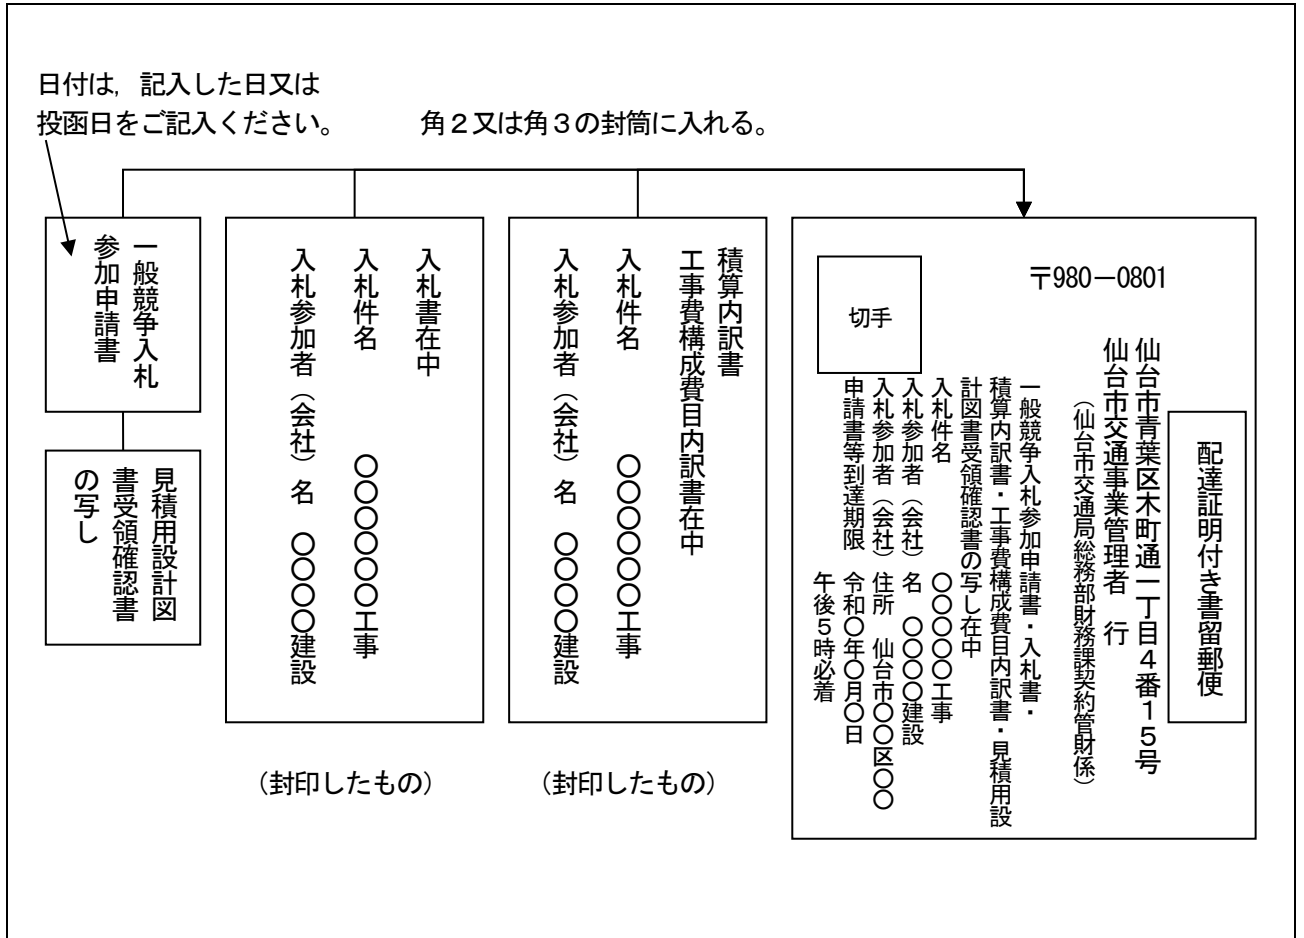 日付は，記入した日又は
投函日をご記入ください。
角２又は角３の封筒に入れる。
一般競争入札
参加申請書
見積用設計図
書受領確認書
の写し
入札書在中
入札件名　〇〇〇〇〇〇工事
入札参加者（会社）名　〇〇〇〇建設
（封印したもの）
積算内訳書
工事費構成費目内訳書在中
入札件名　〇〇〇〇〇〇工事
入札参加者（会社）名　〇〇〇〇建設
（封印したもの）
切手
〒980－0801
配達証明付き書留郵便
仙台市青葉区木町通一丁目４番１５号
仙台市交通事業管理者　行
（仙台市交通局総務部財務課契約管財係）
一般競争入札参加申請書・入札書・
積算内訳書・工事費構成費目内訳書・見積用設
計図書受領確認書の写し在中
入札件名　〇〇〇〇〇工事
入札参加者（会社）名　〇〇〇〇建設
入札参加者（会社）住所　仙台市〇〇区〇〇
申請書等到達期限　令和〇年〇月〇日
午後５時必着